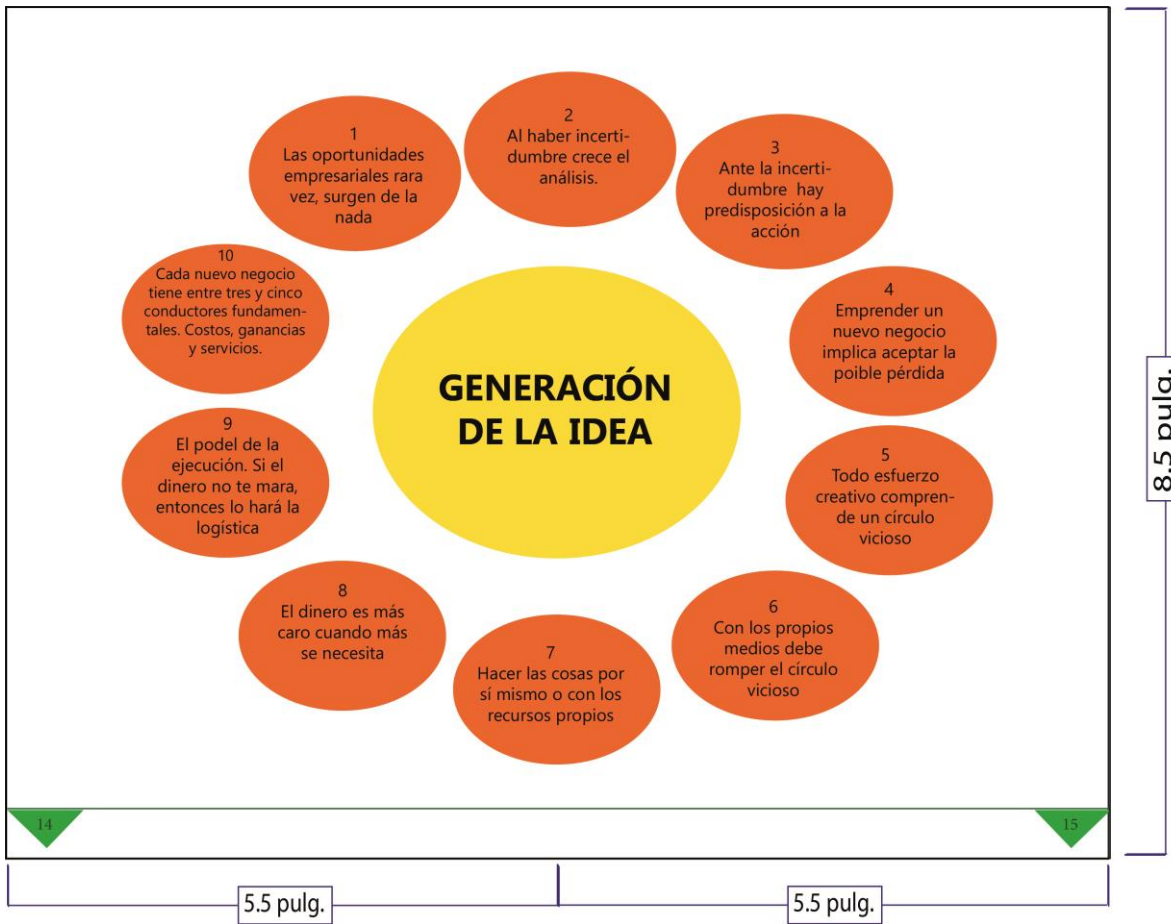 1
Las oportunidades
empresariales rara
vez, surgen de la
nada
2
Al haber incerti-
dumbre crece el
análisis.
3
Ante la incerti-
dumbre hay
predisposición a la
acción
4
Emprender un
nuevo negocio
implica aceptar la
poible pérdida
5
Todo esfuerzo
creativo compren-
de un círculo
vicioso
6
Con los propios
medios debe
romper el círculo
vicioso
7
Hacer las cosas por
sí mismo o con los
recursos propios
8
El dinero es más
caro cuando más
se necesita
9
El podel de la
ejecución. Si el
dinero no te mara,
entonces lo hará la
logística
10
Cada nuevo negocio
tiene entre tres y cinco
conductores fundamen-
tales. Costos, ganancias
y servicios.
GENERACIÓN
DE LA IDEA
14
15
5.5 pulg.
5.5 pulg.
8.5 pulg.